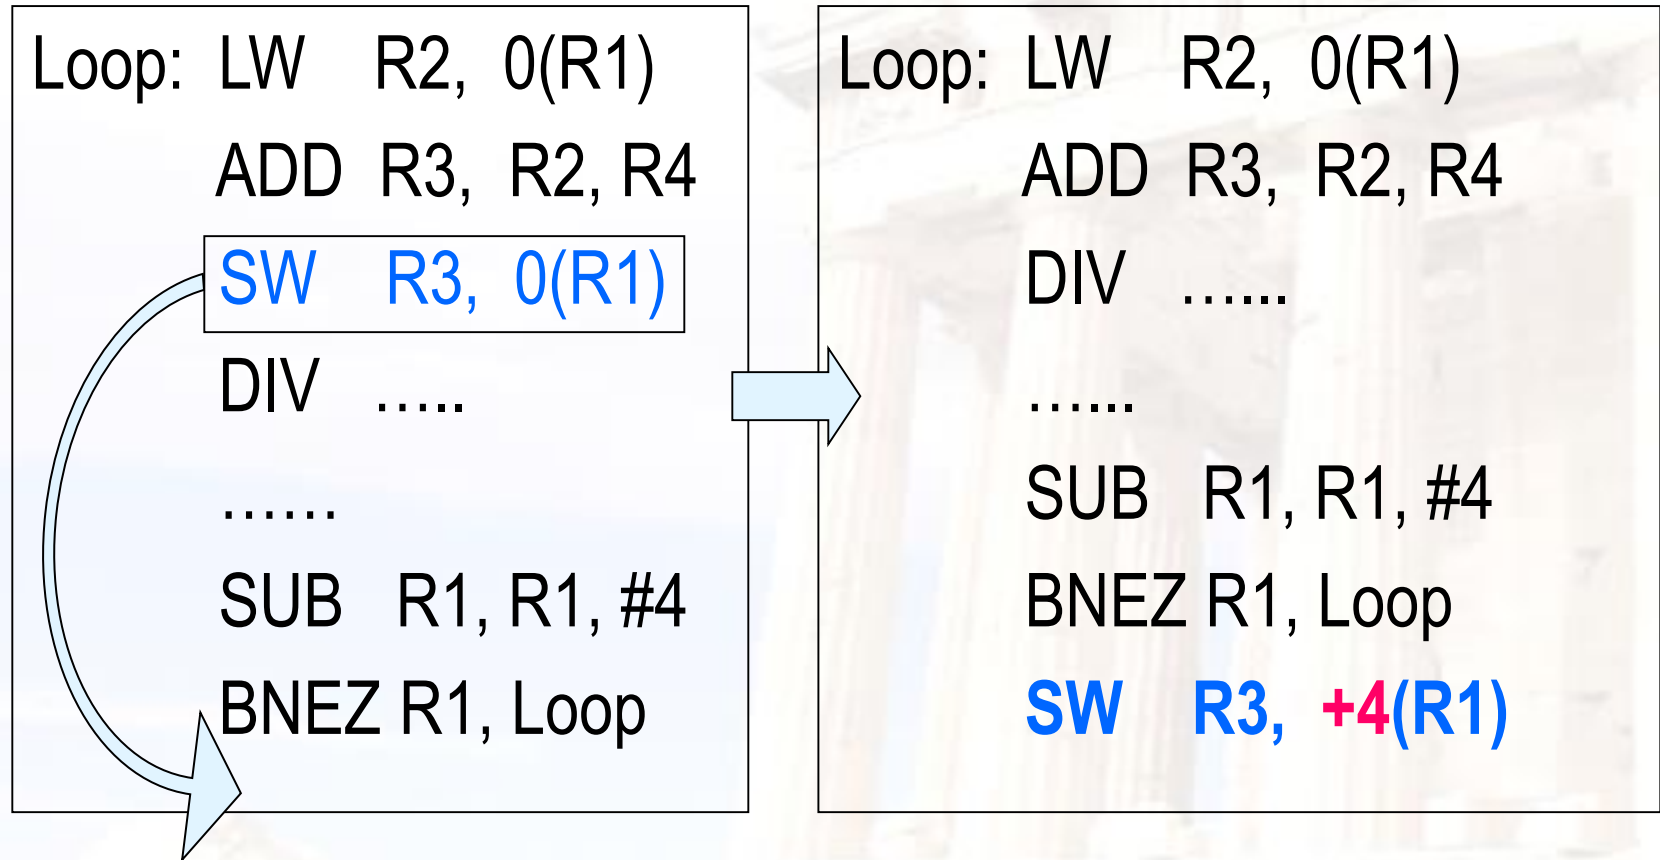 Loop: LW R2, 0(R1)
ADD R3, R2, R4
SW R3, 0(R1)
DIV …...
……
SUB R1, R1, #4
BNEZ R1, Loop
Loop: LW R2, 0(R1)
ADD R3, R2, R4
DIV …...
…...
SUB R1, R1, #4
BNEZ R1, Loop
SW R3, +4(R1)